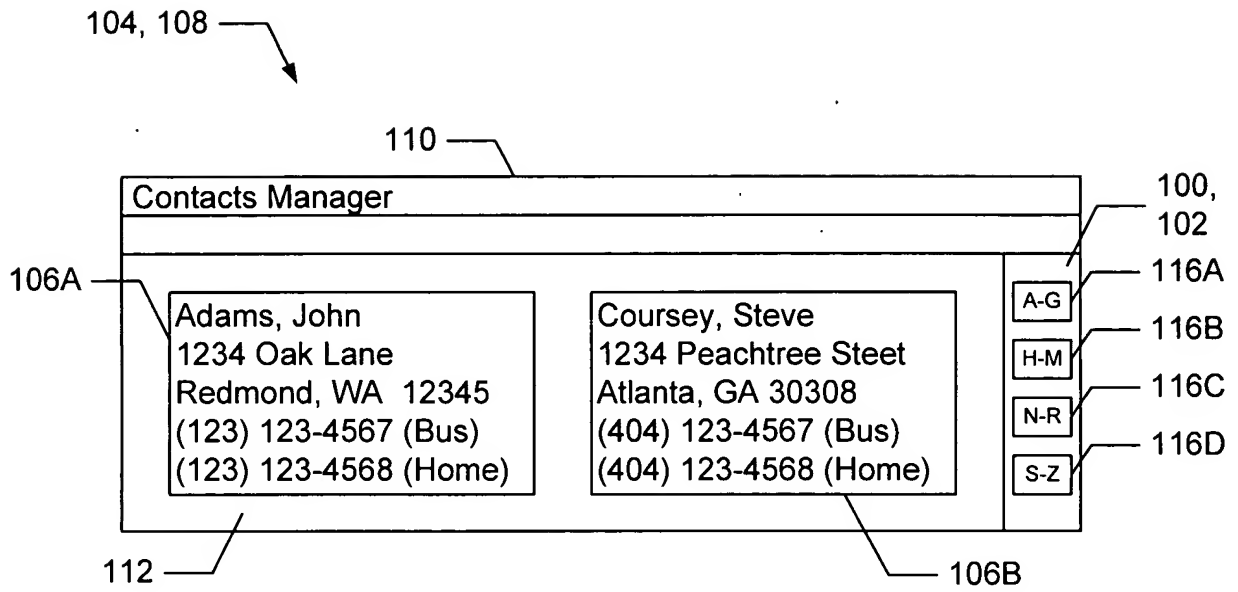 104, 108
110
Contacts Manager
100,
102
106A
116A
Adams, John
1234 Oak Lane
Redmond, WA 12345
(123) 123-4567 (Bus)
(123) 123-4568 (Home)
Coursey, Steve
1234 Peachtree Steet
Atlanta, GA 30308
(404) 123-4567 (Bus)
(404) 123-4568 (Home)
A-G
H-M
N-R
S-Z
116B
116C
116D
112
106B